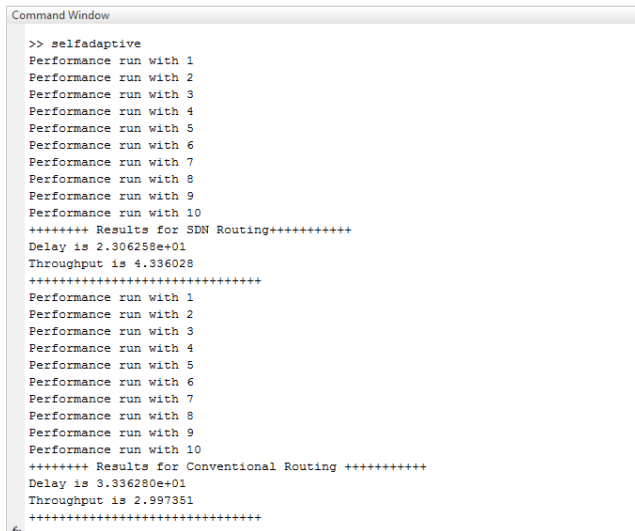 Command Window
>> selfadaptive
Performance run with 1
Performance run with 2
Performance run with 3
Performance run with 4
Performance run with 5
Performance run with 6
Performance run with 7
Performance run with 8
Performance run with 9
Performance run with 10
++++++++ Results for SDN Routing+++++++++++
Delay is 2.306258e+01
Throughput is 4.336028
+++++++++++++++++++++++++++++++
Performance run with 1
Performance run with 2
Performance run with 3
Performance run with 4
Performance run with 5
Performance run with 6
Performance run with 7
Performance run with 8
Performance run with 9
Performance run with 10
++++++++ Results for Conventional Routing +++++++++++
Delay is 3.336280e+01
Throughput is 2.997351
+++++++++++++++++++++++++++++++